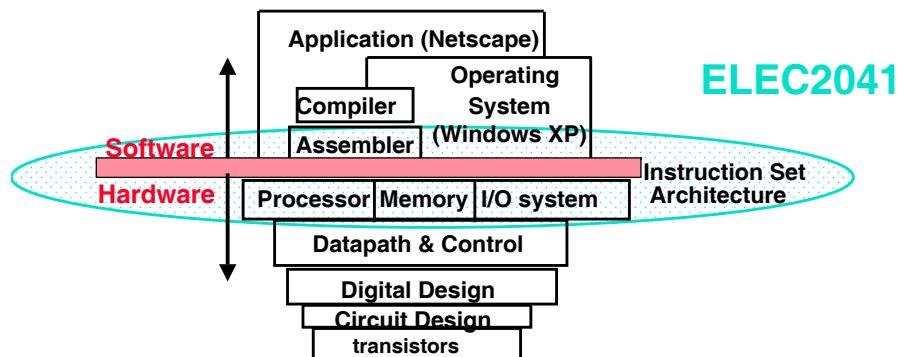 Application (Netscape)
Operating
System
(Windows XP)
ELEC2041
Compiler
Assembler
Software
Hardware
Instruction Set
Architecture
Processor
Memory
I/O system
Datapath & Control
Digital Design
Circuit Design
transistors